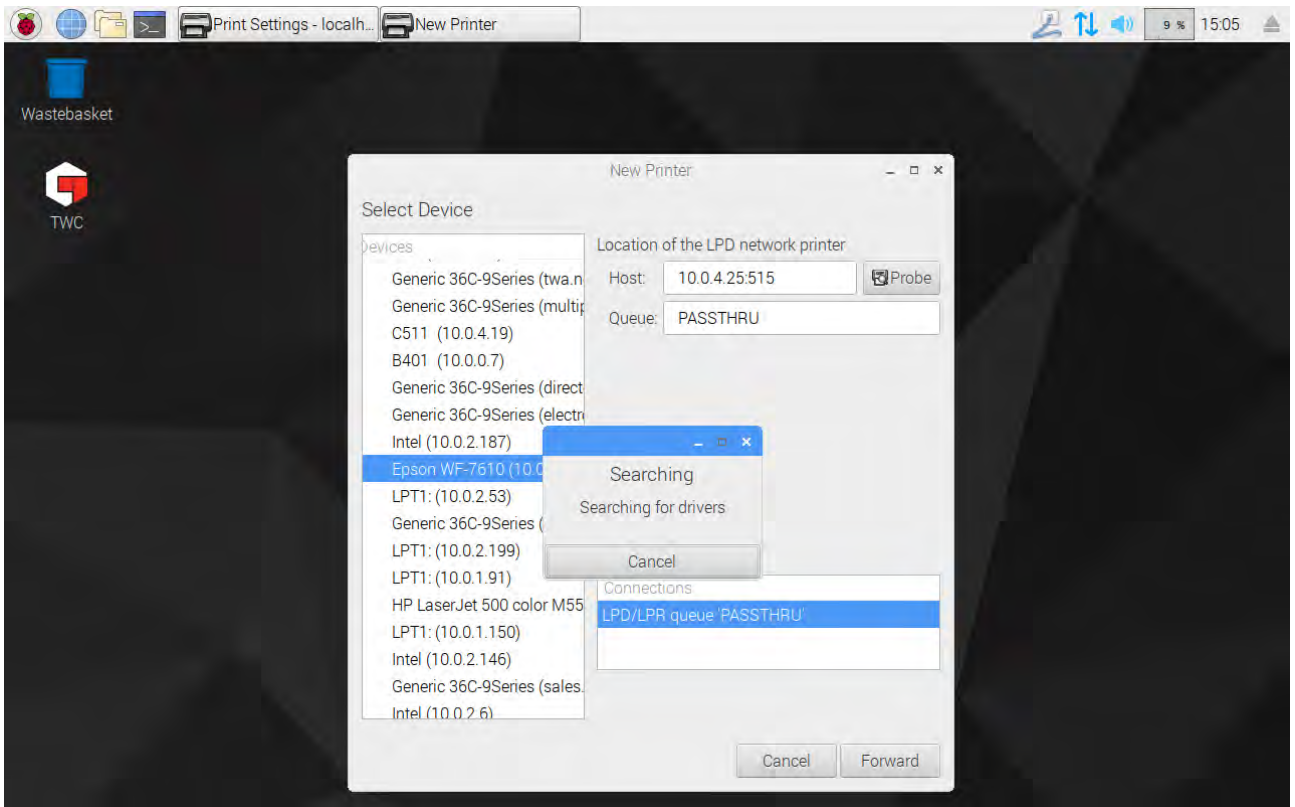 Print Settings - localh...
New Printer
9 %
15:05
Wastebasket
TWC
New Printer
Select Device
Devices
Generic 36C-9Series (twa.n
Generic 36C-9Series (multip
C511 (10.0.4.19)
B401 (10.0.0.7)
Generic 36C-9Series (direct
Generic 36C-9Series (electr
Intel (10.0.2.187)
Epson WF-7610 (10.0
LPT1: (10.0.2.53)
Generic 36C-9Series (
LPT1: (10.0.2.199)
LPT1: (10.0.1.91)
HP LaserJet 500 color M55
LPT1: (10.0.1.150)
Intel (10.0.2.146)
Generic 36C-9Series (sales.
Intel (10.0.2.6)
Location of the LPD network printer
Host: 10.0.4.25:515 Probe
Queue: PASSTHRU
Searching
Searching for drivers
Cancel
Connections
LPD/LPR queue 'PASSTHRU'
Cancel Forward